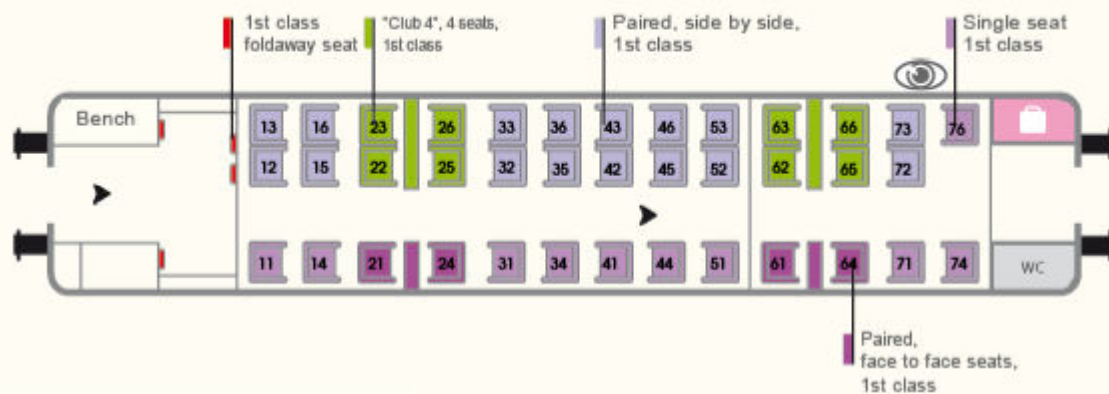 1st class
foldaway seat
"Club 4", 4 seats,
1st class
Paired, side by side,
1st class
Single seat
1st class
Bench
13 16 23 26 33 36 43 46 53 63 66 73 76
12 15 22 25 32 35 42 45 52 62 65 72
11 14 21 24 31 34 41 44 51 61 64 71 74
WC
Paired,
face to face seats,
1st class